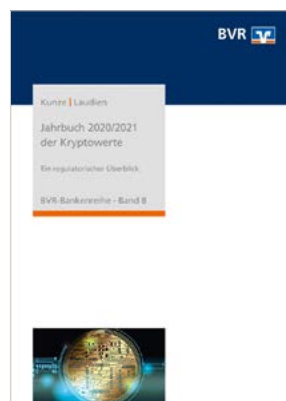 BVR
Kunze | Laudien
Jahrbuch 2020/2021
der Kryptowerte
Ein regulatorischer Überblick
BVR-Bankenreihe - Band 8